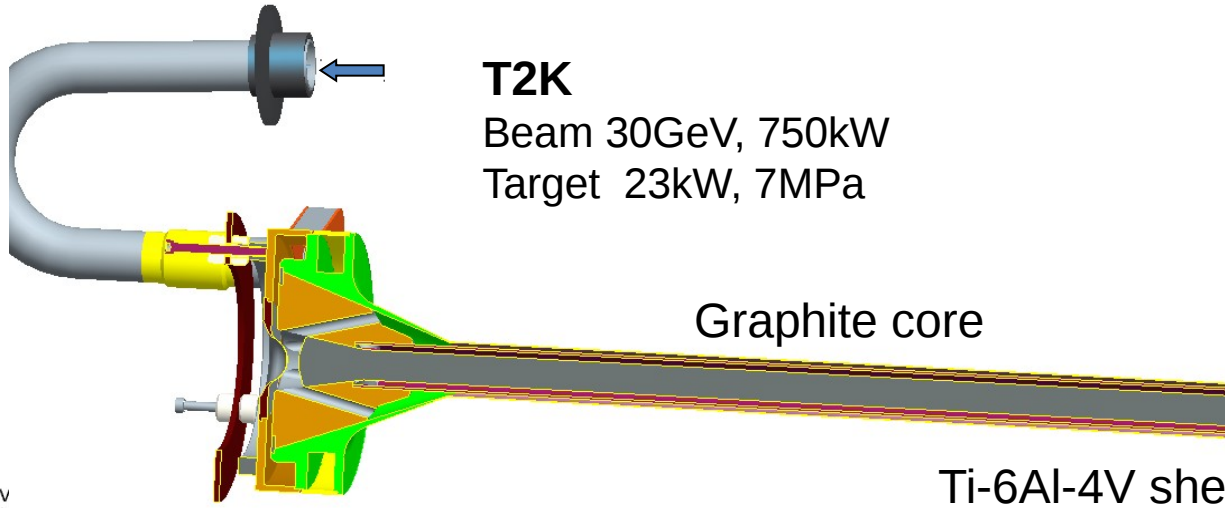 T2K
Beam 30GeV, 750kW
Target 23kW, 7MPa
Graphite core
Ti-6Al-4V she